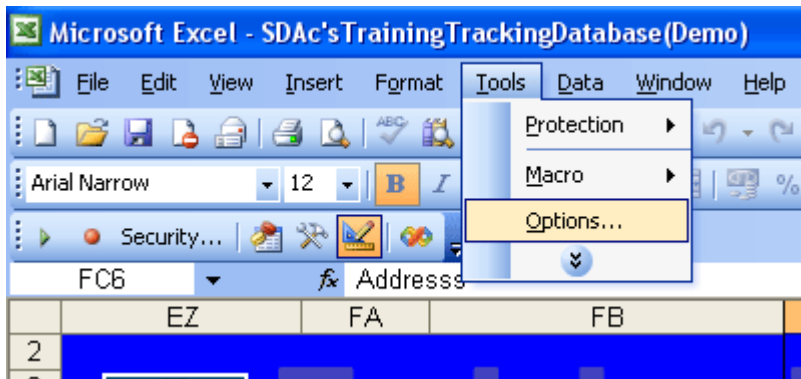 Microsoft Excel - SDAc'sTrainingTrackingDatabase(Demo)
File Edit View Insert Format Tools Data Window Help
ABC Protection
Arial Narrow 12 B I Macro %
Security... Options...
FC6 fx Addresss
EZ FA FB
2